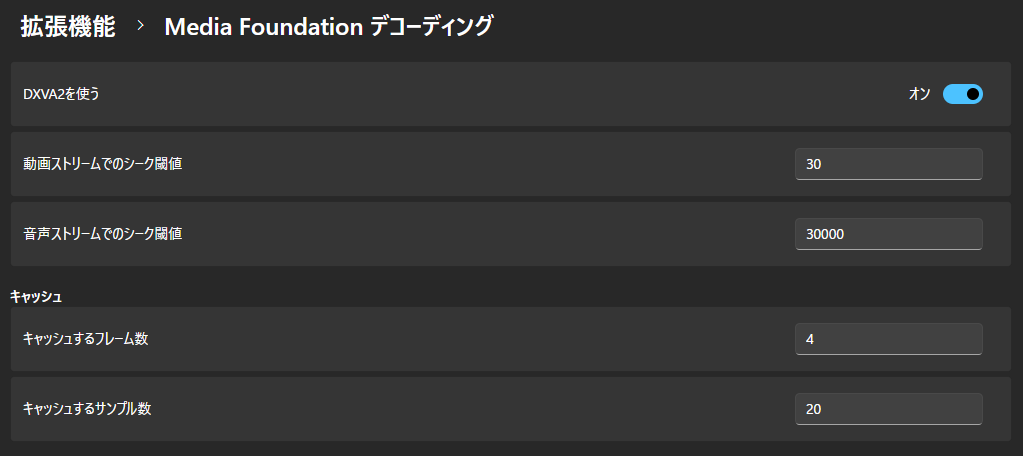 拡張機能 > Media Foundation デコーディング
DXVA2を使う オン
動画ストリームでのシーク閾値 30
音声ストリームでのシーク閾値 30000
キャッシュ
キャッシュするフレーム数 4
キャッシュするサンプル数 20